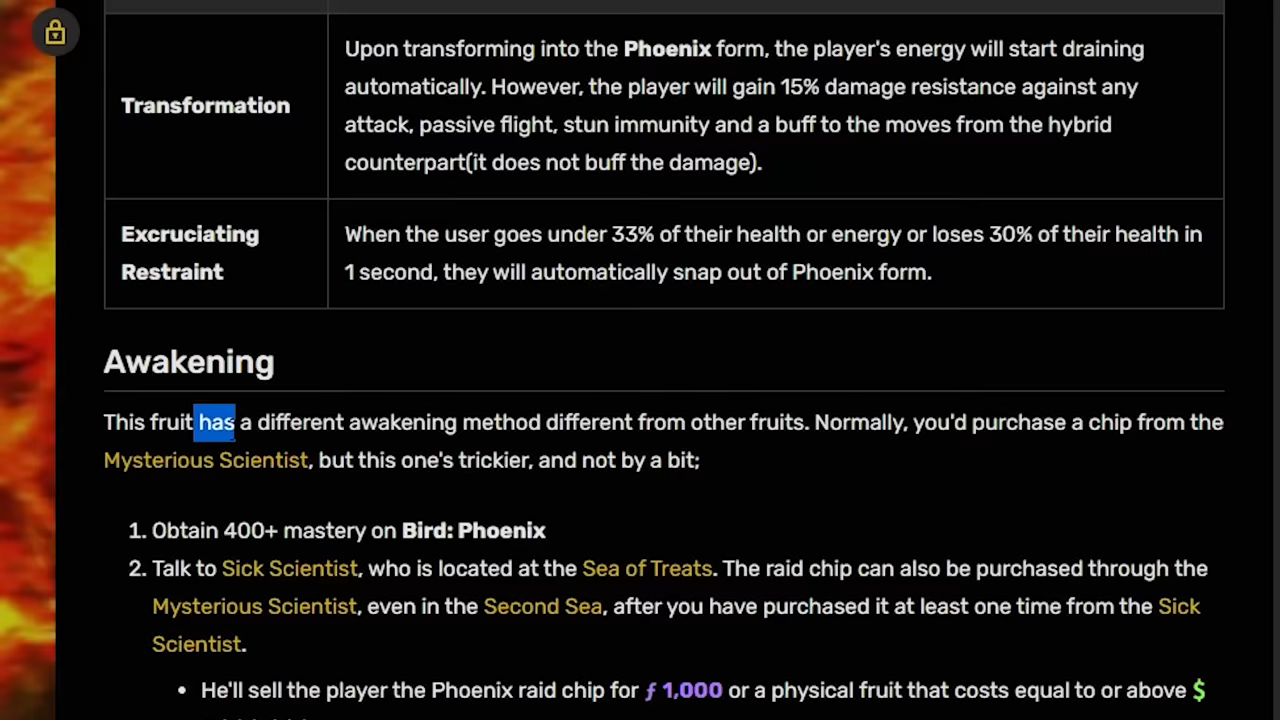 Transformation
Upon transforming into the Phoenix form, the player's energy will start draining
automatically. However, the player will gain 15% damage resistance against any
attack, passive flight, stun immunity and a buff to the moves from the hybrid
counterpart(it does not buff the damage).
Excruciating
Restraint
When the user goes under 33% of their health or energy or loses 30% of their health in
1 second, they will automatically snap out of Phoenix form.
Awakening
This fruit has a different awakening method different from other fruits. Normally, you'd purchase a chip from the
Mysterious Scientist, but this one's trickier, and not by a bit;
1. Obtain 400+ mastery on Bird: Phoenix
2. Talk to Sick Scientist, who is located at the Sea of Treats. The raid chip can also be purchased through the
Mysterious Scientist, even in the Second Sea, after you have purchased it at least one time from the Sick
Scientist.
• He'll sell the player the Phoenix raid chip for ƒ 1,000 or a physical fruit that costs equal to or above $